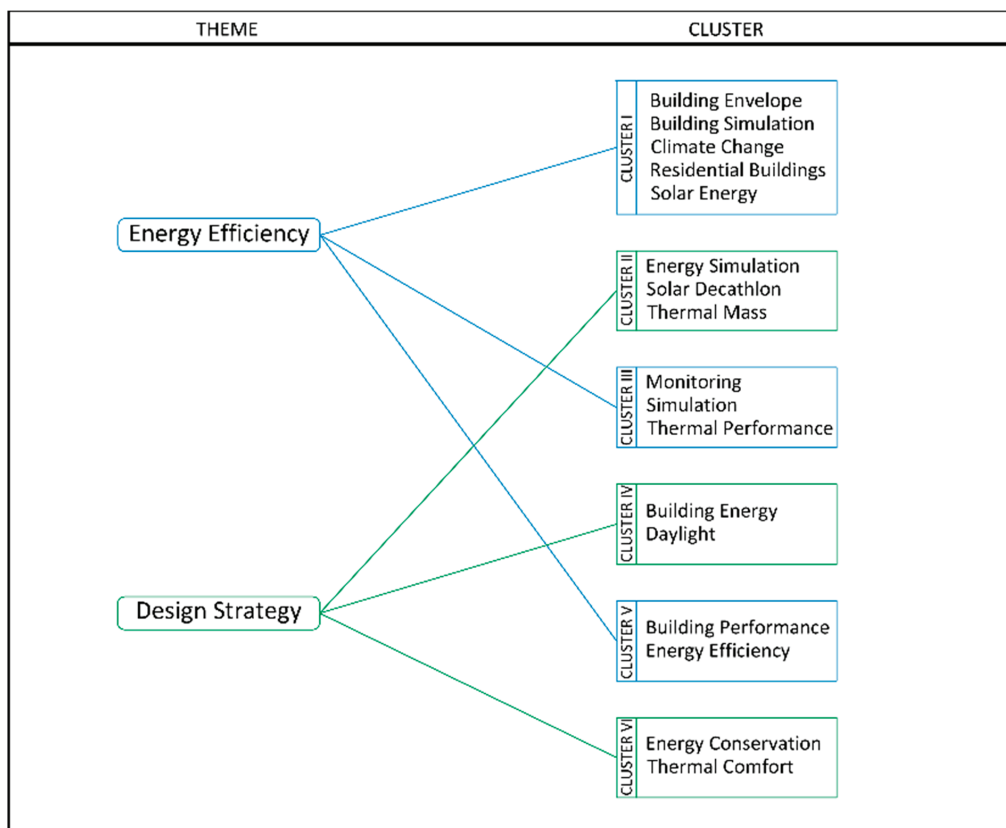 THEME CLUSTER
CLUSTER I
Building Envelope
Building Simulation
Climate Change
Residential Buildings
Solar Energy
Energy Efficiency
CLUSTER II
Energy Simulation
Solar Decathlon
Thermal Mass
CLUSTER III
Monitoring
Simulation
Thermal Performance
CLUSTER IV
Building Energy
Daylight
Design Strategy
CLUSTER V
Building Performance
Energy Efficiency
CLUSTER VI
Energy Conservation
Thermal Comfort